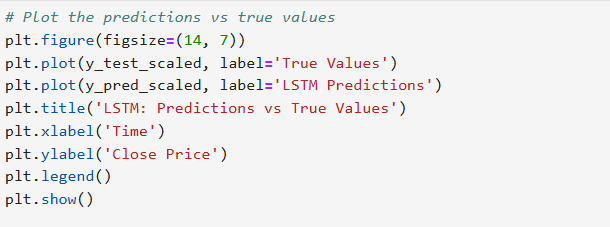 # Plot the predictions vs true values
plt.figure(figsize=(14, 7))
plt.plot(y_test_scaled, label='True Values')
plt.plot(y_pred_scaled, label='LSTM Predictions')
plt.title('LSTM: Predictions vs True Values')
plt.xlabel('Time')
plt.ylabel('Close Price')
plt.legend()
plt.show()